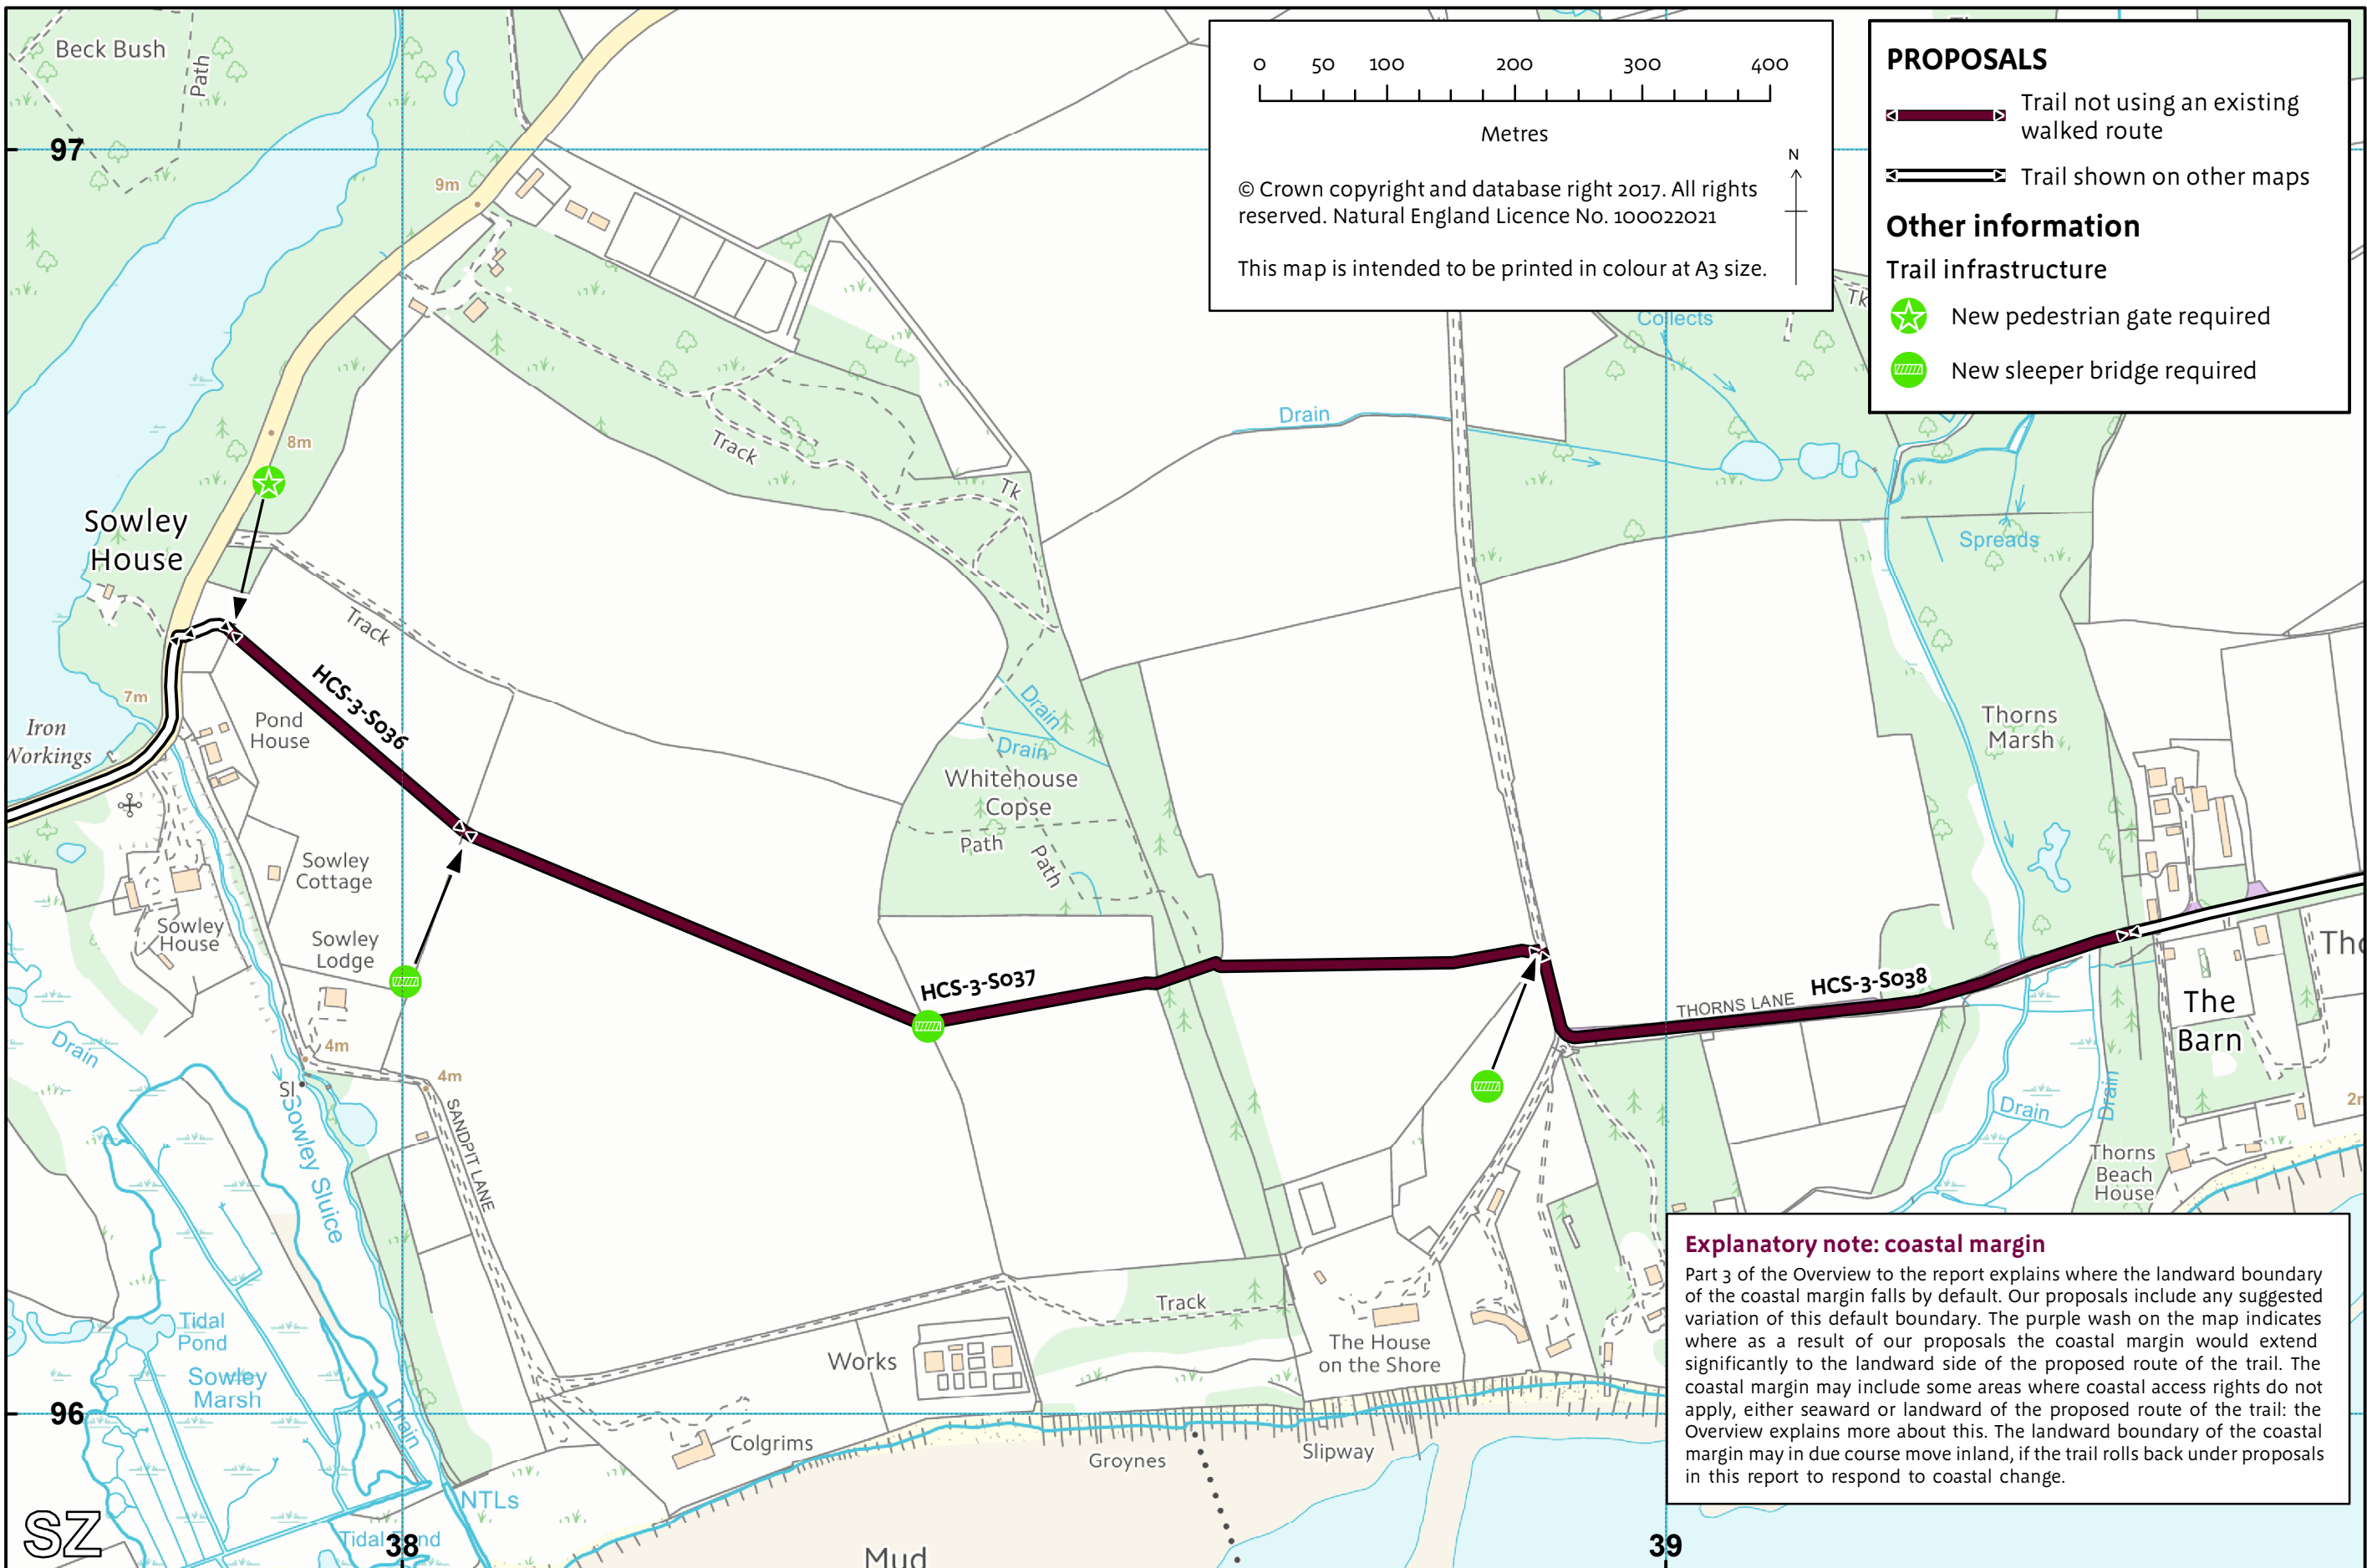 Beck Bush
Path
97
9m
8m
Sowley
House
Track
7m
Iron
Workings
Pond
House
HCS-3-S036
Sowley
Cottage
Sowley
House
Sowley
Lodge
4m
4m
Sl
Drain
Sowley Sluice
SANDPIT LANE
Tidal
Pond
Sowley
Marsh
Drain
96
SZ
38
NTLs
Mud
Colgrims
Works
Track
Groynes
Slipway
The House
on the Shore
Track
Tk
Drain
Drain
Whitehouse
Copse
Path
Path
HCS-3-S037
Drain
Collects
Tk
Spreads
Thorns
Marsh
HCS-3-S038
THORNS LANE
The
Barn
Drain
Drain
Thorns
Beach
House
39
0 50 100 200 300 400
Metres
N
© Crown copyright and database right 2017. All rights
reserved. Natural England Licence No. 100022021
This map is intended to be printed in colour at A3 size.
PROPOSALS
Trail not using an existing
walked route
Trail shown on other maps
Other information
Trail infrastructure
New pedestrian gate required
New sleeper bridge required
Explanatory note: coastal margin
Part 3 of the Overview to the report explains where the landward boundary
of the coastal margin falls by default. Our proposals include any suggested
variation of this default boundary. The purple wash on the map indicates
where as a result of our proposals the coastal margin would extend
significantly to the landward side of the proposed route of the trail. The
coastal margin may include some areas where coastal access rights do not
apply, either seaward or landward of the proposed route of the trail: the
Overview explains more about this. The landward boundary of the coastal
margin may in due course move inland, if the trail rolls back under proposals
in this report to respond to coastal change.